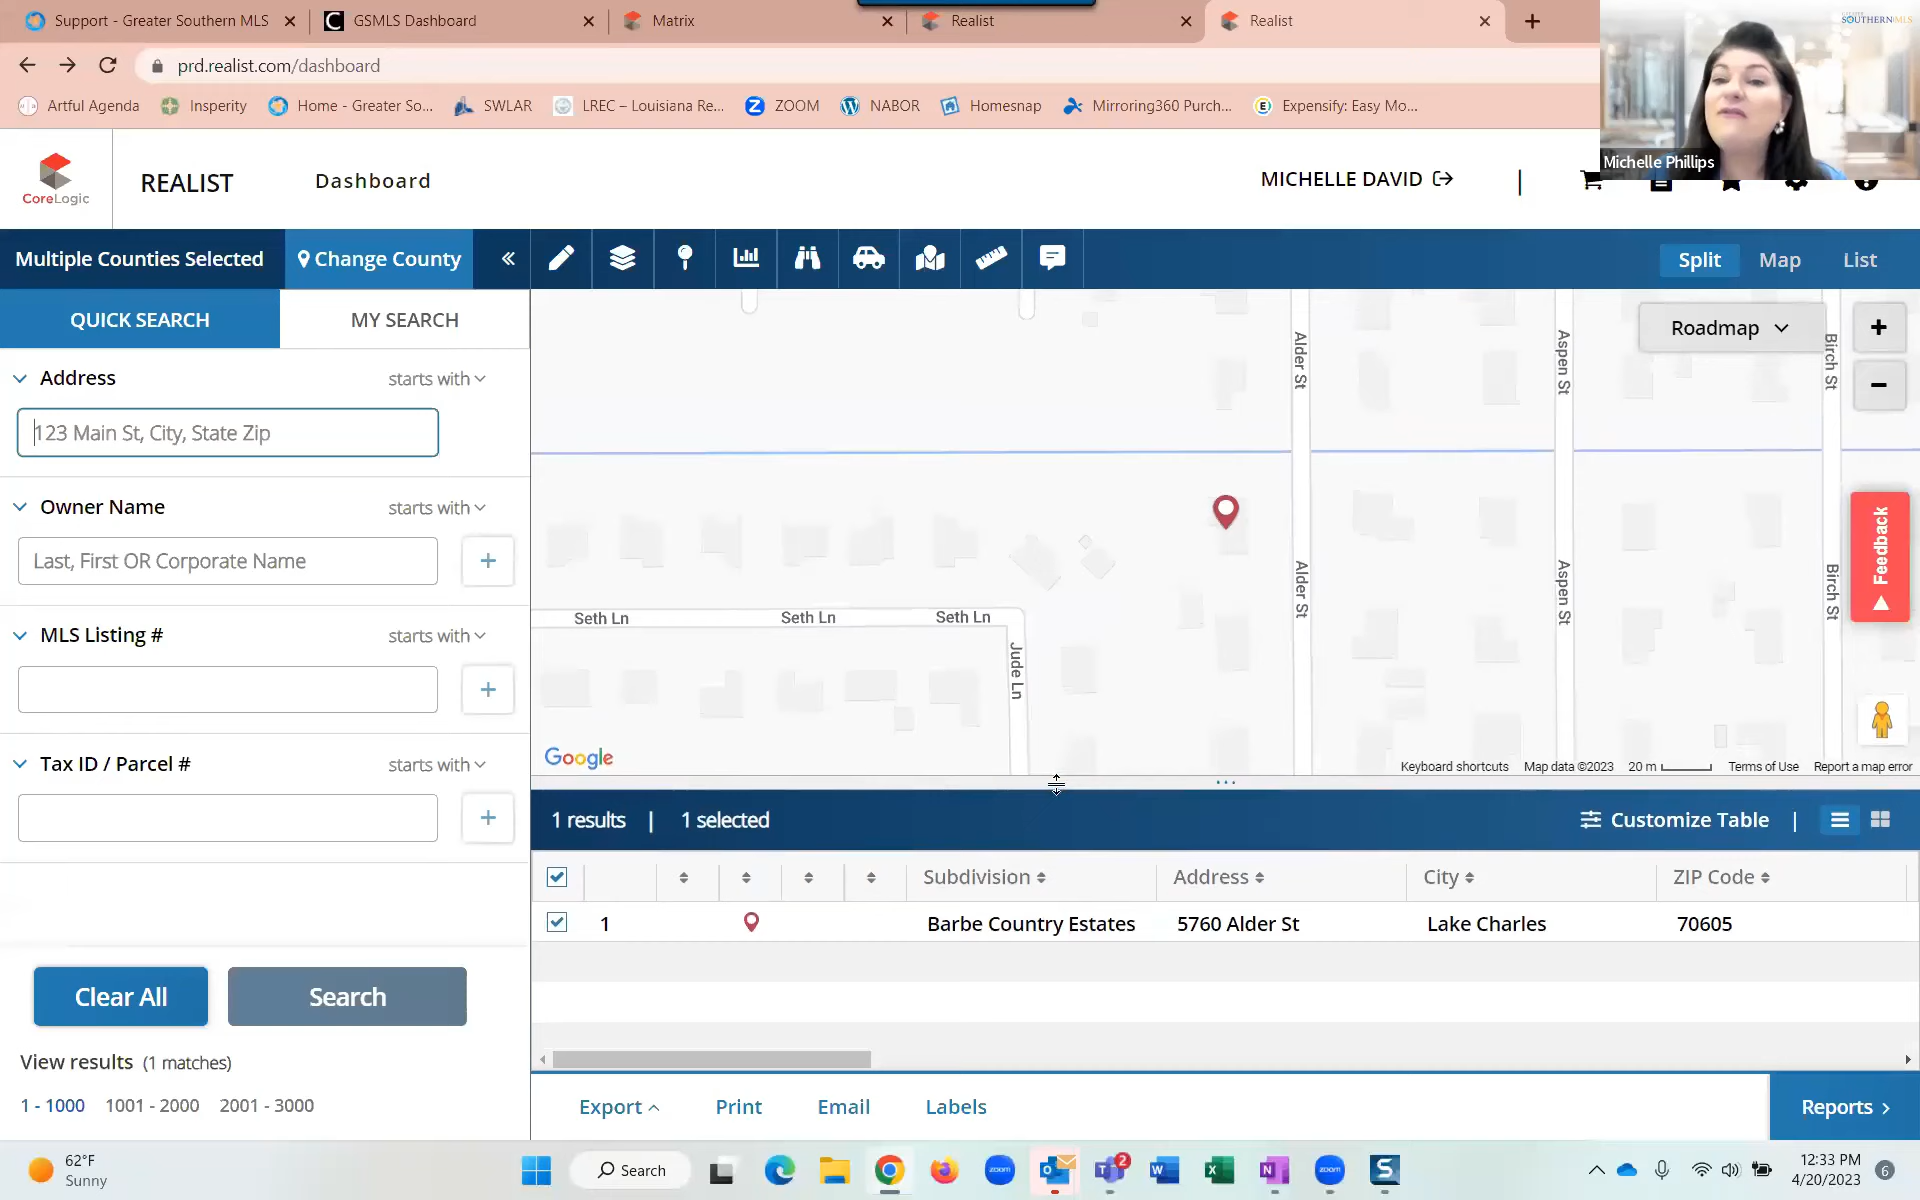 Support - Greater Southern MLS
GSMLS Dashboard
Matrix
Realist
Realist
SOUTHERN MLS
prd.realist.com/dashboard
Artful Agenda
Insperity
Home - Greater So...
SWLAR
LREC – Louisiana Re...
ZOOM
NABOR
Homesnap
Mirroring360 Purch...
Expensify: Easy Mo...
Michelle Phillips
CoreLogic
REALIST
Dashboard
MICHELLE DAVID
Multiple Counties Selected
Change County
Split
Map
List
QUICK SEARCH
MY SEARCH
Address
starts with
123 Main St, City, State Zip
Owner Name
starts with
Last, First OR Corporate Name
MLS Listing #
starts with
Tax ID / Parcel #
starts with
Clear All
Search
View results (1 matches)
1 - 1000
1001 - 2000
2001 - 3000
Roadmap
Alder St
Aspen St
Birch St
Alder St
Aspen St
Birch St
Seth Ln
Seth Ln
Seth Ln
Jude Ln
Feedback
Google
Keyboard shortcuts
Map data ©2023
20 m
Terms of Use
Report a map error
1 results | 1 selected
Customize Table
Subdivision
Address
City
ZIP Code
1
Barbe Country Estates
5760 Alder St
Lake Charles
70605
Export
Print
Email
Labels
Reports
62°F
Sunny
Search
zoom
2
zoom
12:33 PM
4/20/2023
6